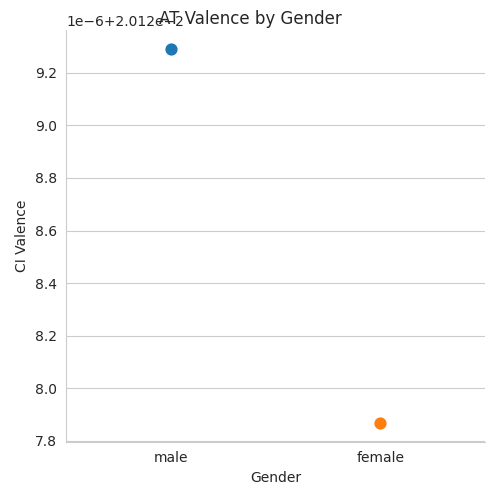 AT Valence by Gender
1e−6+2.012e−2
9.2
9.0
8.8
8.6
8.4
8.2
8.0
7.8
CI Valence
male female
Gender